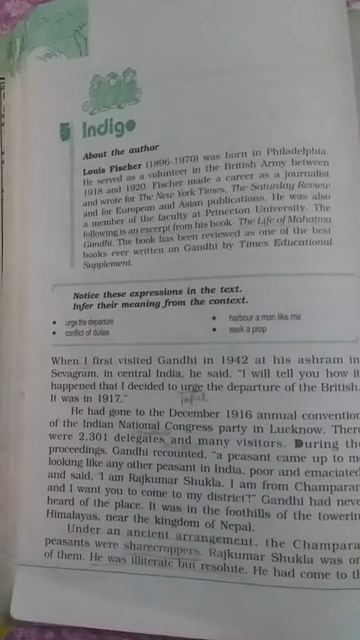 5 Indigo
About the author
Louis Fischer (1896-1970) was born in Philadelphia.
He served as a volunteer in the British Army between
1918 and 1920. Fischer made a career as a journalist
and wrote for The New York Times, The Saturday Review
and for European and Asian publications. He was also
a member of the faculty at Princeton University. The
following is an excerpt from his book- The Life of Mahatma
Gandhi. The book has been reviewed as one of the best
books ever written on Gandhi by Times Educational
Supplement.
Notice these expressions in the text.
Infer their meaning from the context.
• urge the departure
• harbour a man like me
• conflict of duties
• seek a prop
When I first visited Gandhi in 1942 at his ashram in
Sevagram, in central India, he said, "I will tell you how it
happened that I decided to urge the departure of the British.
It was in 1917."
He had gone to the December 1916 annual convention
of the Indian National Congress party in Lucknow. There
were 2,301 delegates and many visitors. During the
proceedings, Gandhi recounted, "a peasant came up to me
looking like any other peasant in India, poor and emaciated,
and said, 'I am Rajkumar Shukla. I am from Champaran,
and I want you to come to my district'!" Gandhi had never
heard of the place. It was in the foothills of the towering
Himalayas, near the kingdom of Nepal.
Under an ancient arrangement, the Champaran
peasants were sharecroppers. Rajkumar Shukla was one
of them. He was illiterate but resolute. He had come to the